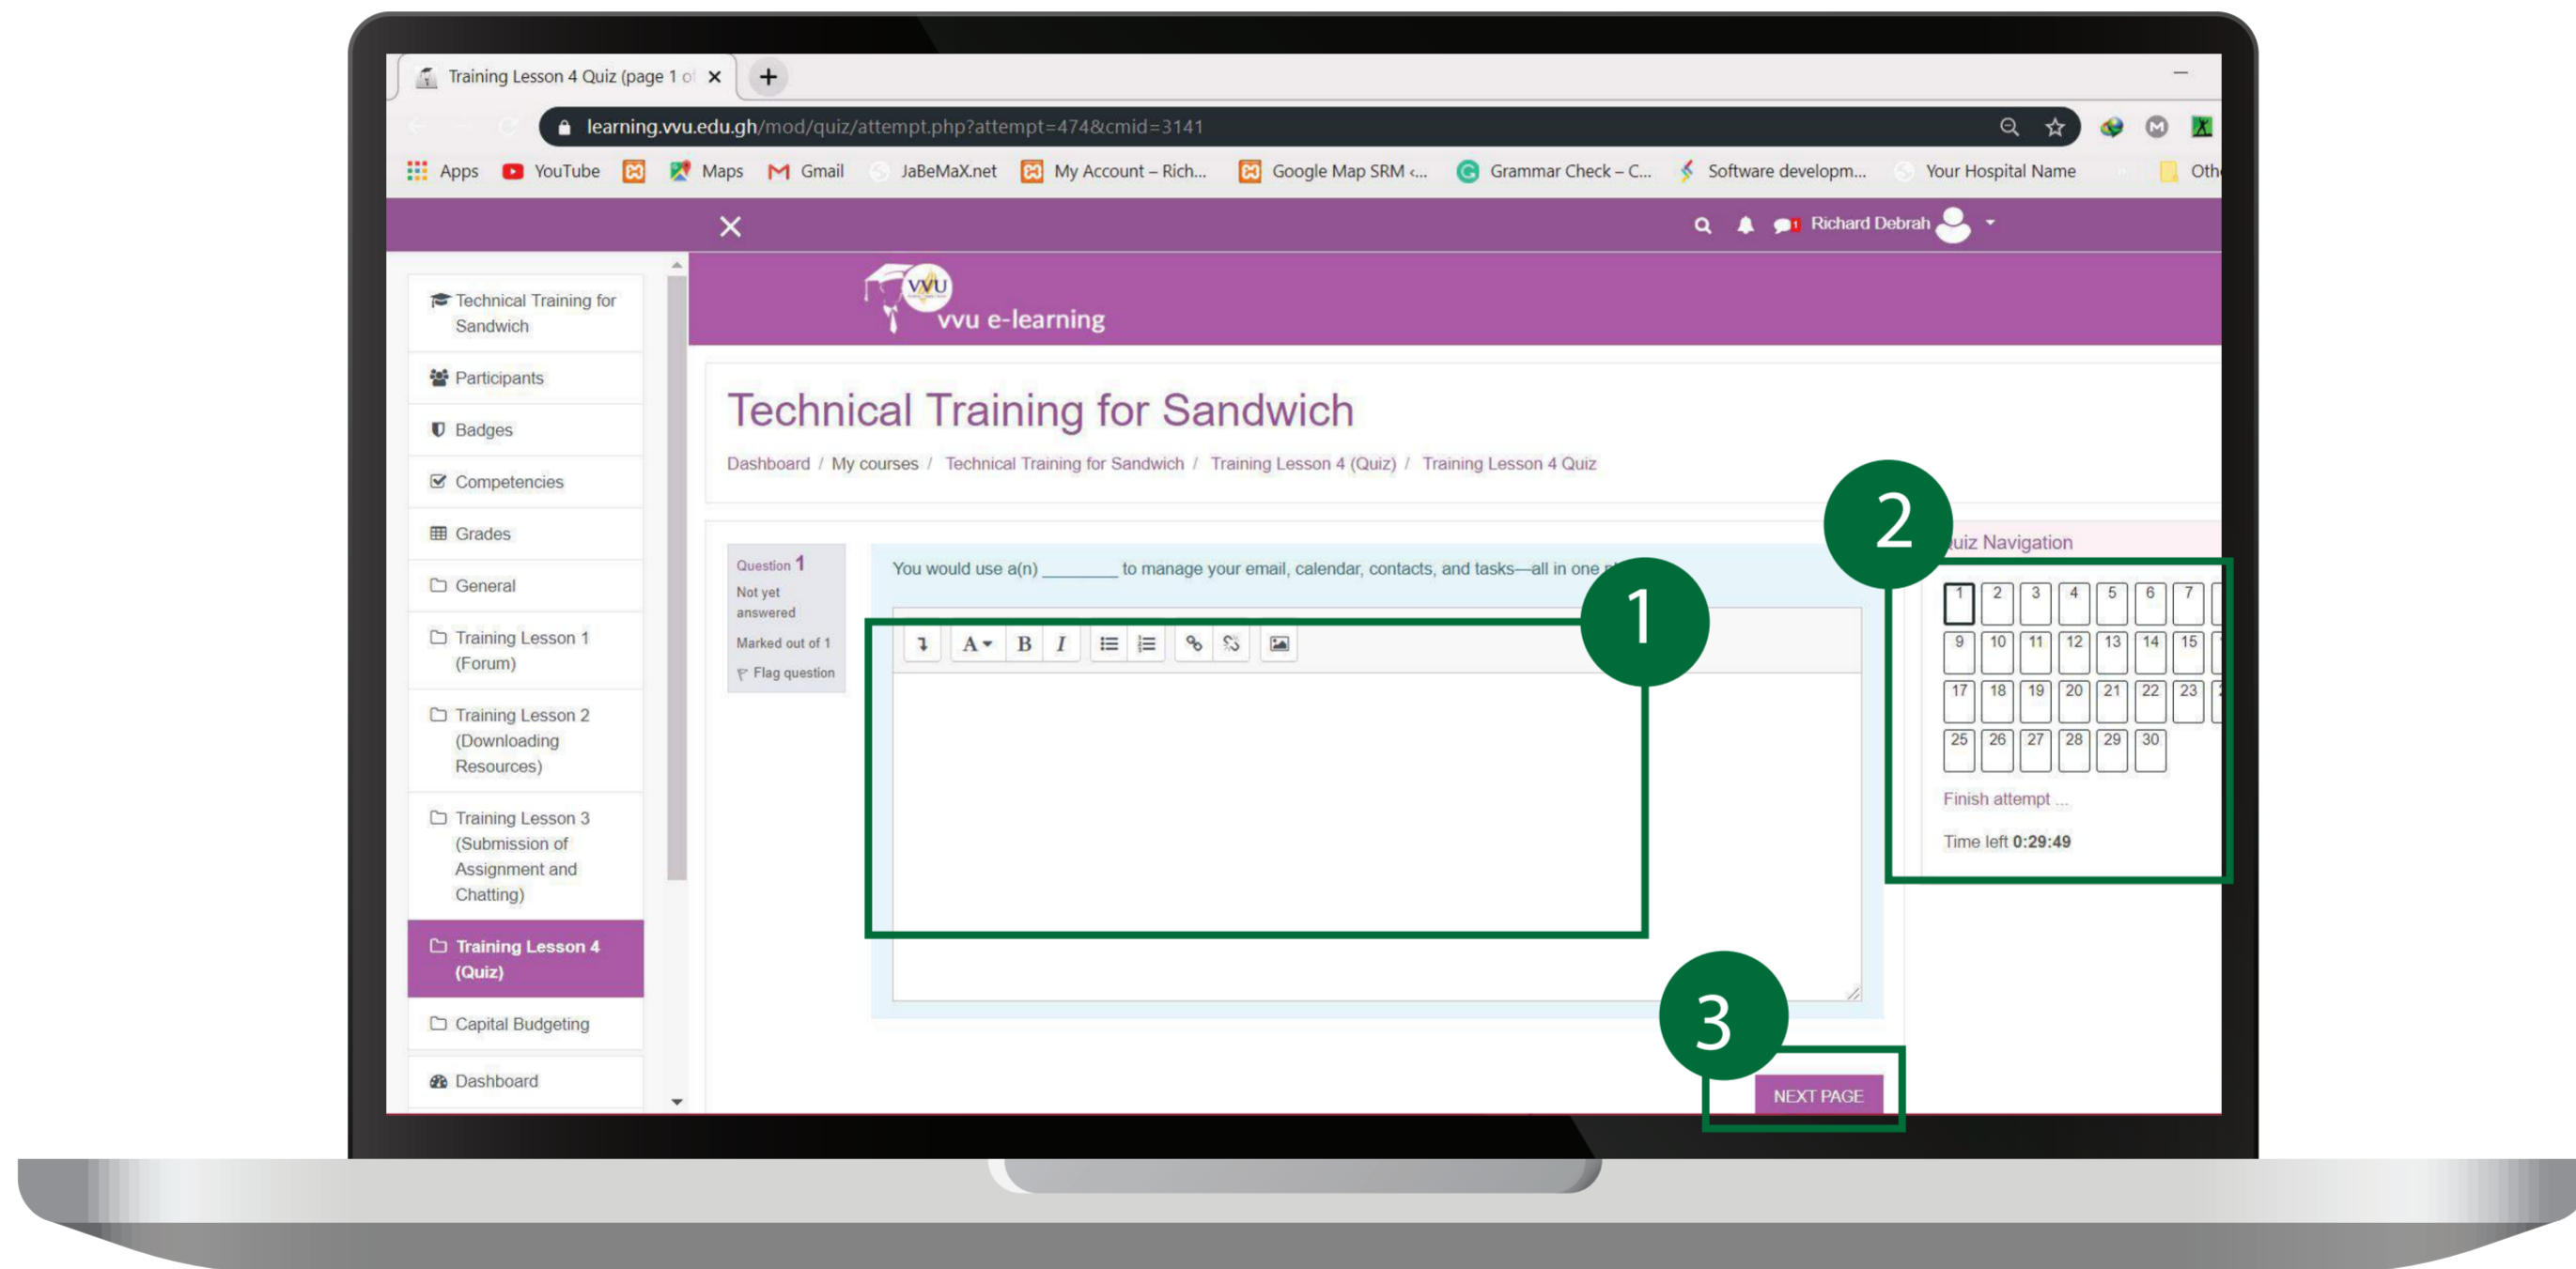 Training Lesson 4 Quiz (page 1 of
learning.vvu.edu.gh/mod/quiz/attempt.php?attempt=474&cmid=3141
Apps YouTube Maps Gmail JaBeMaX.net My Account – Rich... Google Map SRM ‹... Grammar Check – C... Software developm... Your Hospital Name
1 Richard Debrah
VVU
vvu e-learning
Technical Training for
Sandwich
Participants
Badges
Competencies
Grades
General
Training Lesson 1
(Forum)
Training Lesson 2
(Downloading
Resources)
Training Lesson 3
(Submission of
Assignment and
Chatting)
Training Lesson 4
(Quiz)
Capital Budgeting
Dashboard
Technical Training for Sandwich
Dashboard / My courses / Technical Training for Sandwich / Training Lesson 4 (Quiz) / Training Lesson 4 Quiz
Question 1
Not yet
answered
Marked out of 1
Flag question
You would use a(n) ________ to manage your email, calendar, contacts, and tasks—all in one
1
A B I
2
Navigation
1 2 3 4 5 6 7
9 10 11 12 13 14 15
17 18 19 20 21 22 23
25 26 27 28 29 30
Finish attempt ...
Time left 0:29:49
3
NEXT PAGE